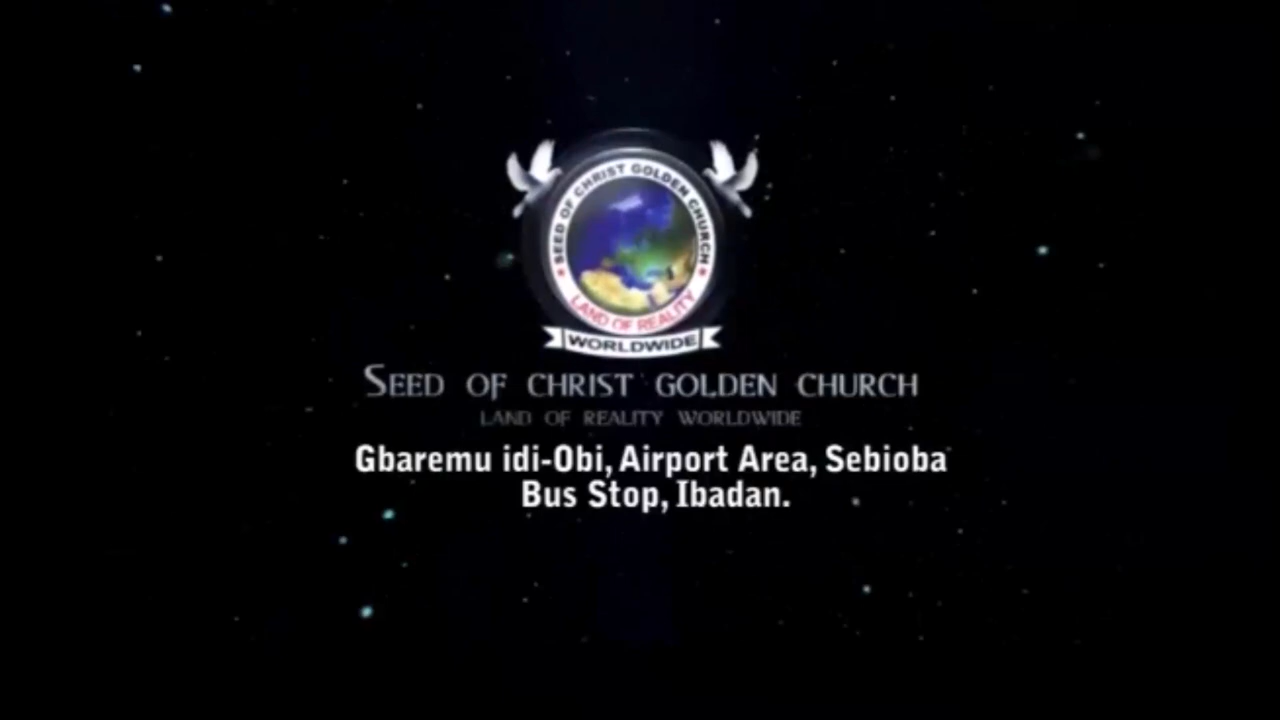 SEED OF CHRIST GOLDEN CHURCH
LAND OF REALITY
WORLDWIDE
SEED OF CHRIST GOLDEN CHURCH
LAND OF REALITY WORLDWIDE
Gbaremu idi-Obi, Airport Area, Sebioba
Bus Stop, Ibadan.